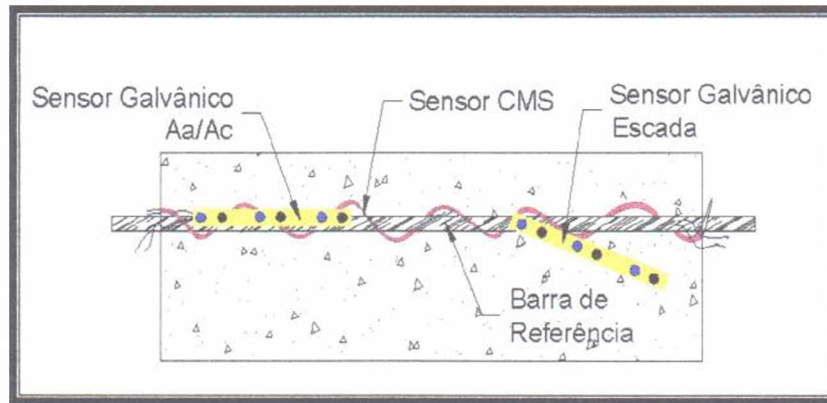 Sensor Galvânico
Aa/Ac
Sensor CMS
Sensor Galvânico
Escada
Barra de
Referência